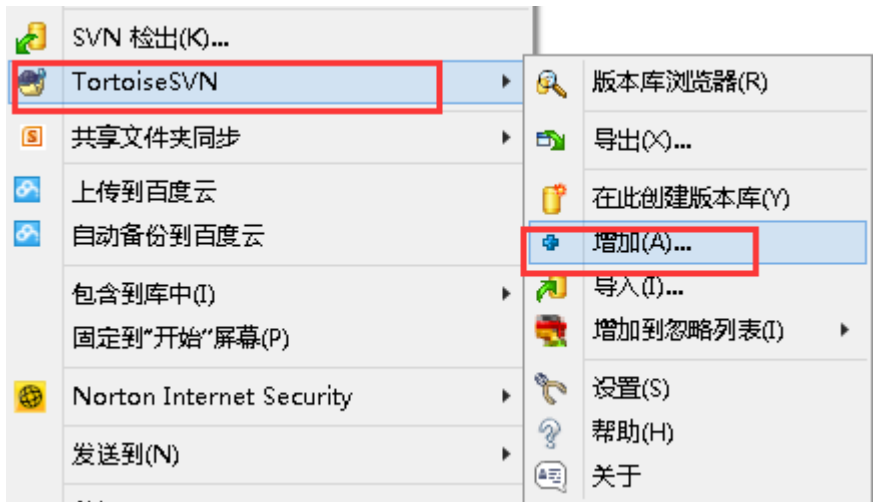 SVN 检出(K)...
TortoiseSVN
共享文件夹同步
上传到百度云
自动备份到百度云
包含到库中(I)
固定到“开始”屏幕(P)
Norton Internet Security
发送到(N)
版本库浏览器(R)
导出(X)...
在此创建版本库(Y)
增加(A)...
导入(I)...
增加到忽略列表(I)
设置(S)
帮助(H)
关于